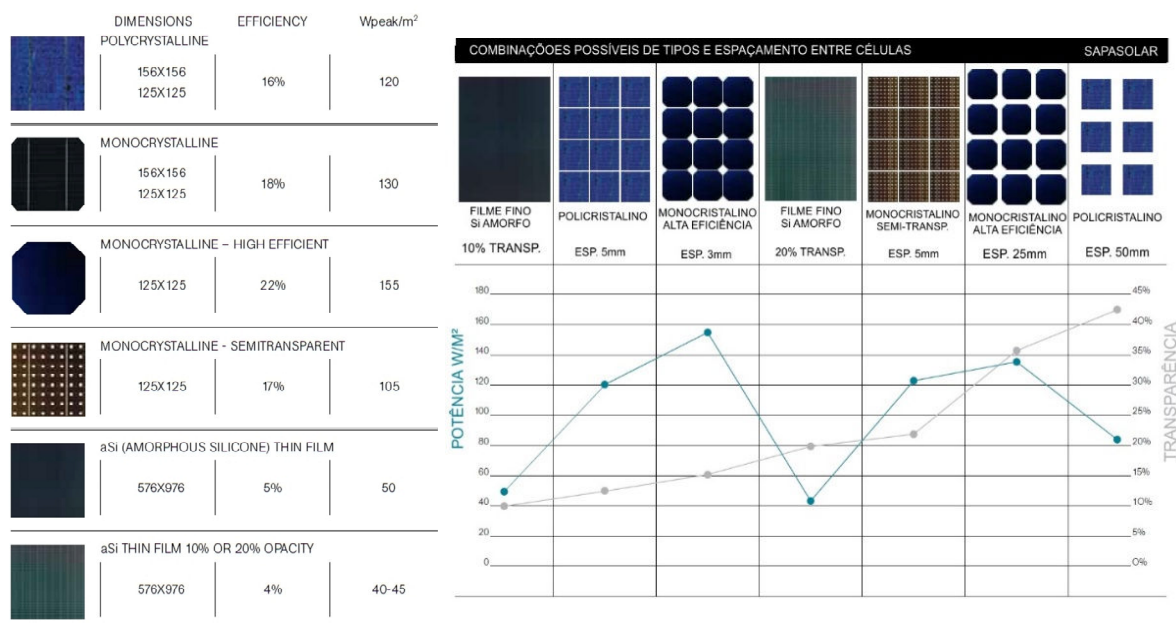 DIMENSIONS EFFICIENCY Wpeak/m²
POLYCRYSTALLINE
156X156
125X125
16% 120
MONOCRYSTALLINE
156X156
125X125
18% 130
MONOCRYSTALLINE – HIGH EFFICIENT
125X125 22% 155
MONOCRYSTALLINE - SEMITRANSPARENT
125X125 17% 105
aSi (AMORPHOUS SILICONE) THIN FILM
576X976 5% 50
aSi THIN FILM 10% OR 20% OPACITY
576X976 4% 40-45
COMBINAÇÕOES POSSÍVEIS DE TIPOS E ESPAÇAMENTO ENTRE CÉLULAS SAPASOLAR
FILME FINO
Si AMORFO
10% TRANSP.
POLICRISTALINO
ESP. 5mm
MONOCRISTALINO
ALTA EFICIÊNCIA
ESP. 3mm
FILME FINO
Si AMORFO
20% TRANSP.
MONOCRISTALINO
SEMI-TRANSP.
ESP. 5mm
MONOCRISTALINO
ALTA EFICIÊNCIA
ESP. 25mm
POLICRISTALINO
ESP. 50mm
POTÊNCIA W/M²
180
160
140
120
100
80
60
40
20
0
45%
40%
35%
30%
25%
20%
15%
10%
5%
0%
TRANSPARÊNCIA